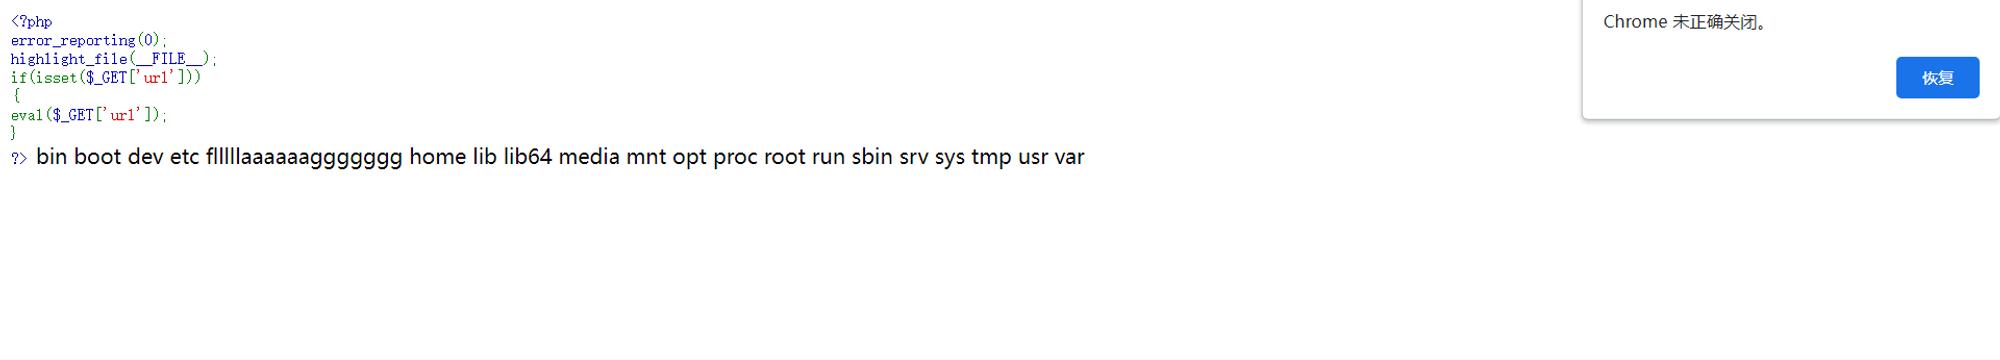 <?php
error_reporting(0);
highlight_file(__FILE__);
if(isset($_GET['url']))
{
eval($_GET['url']);
}
?> bin boot dev etc flllllaaaaaaggggggg home lib lib64 media mnt opt proc root run sbin srv sys tmp usr var
Chrome 未正确关闭。
恢复